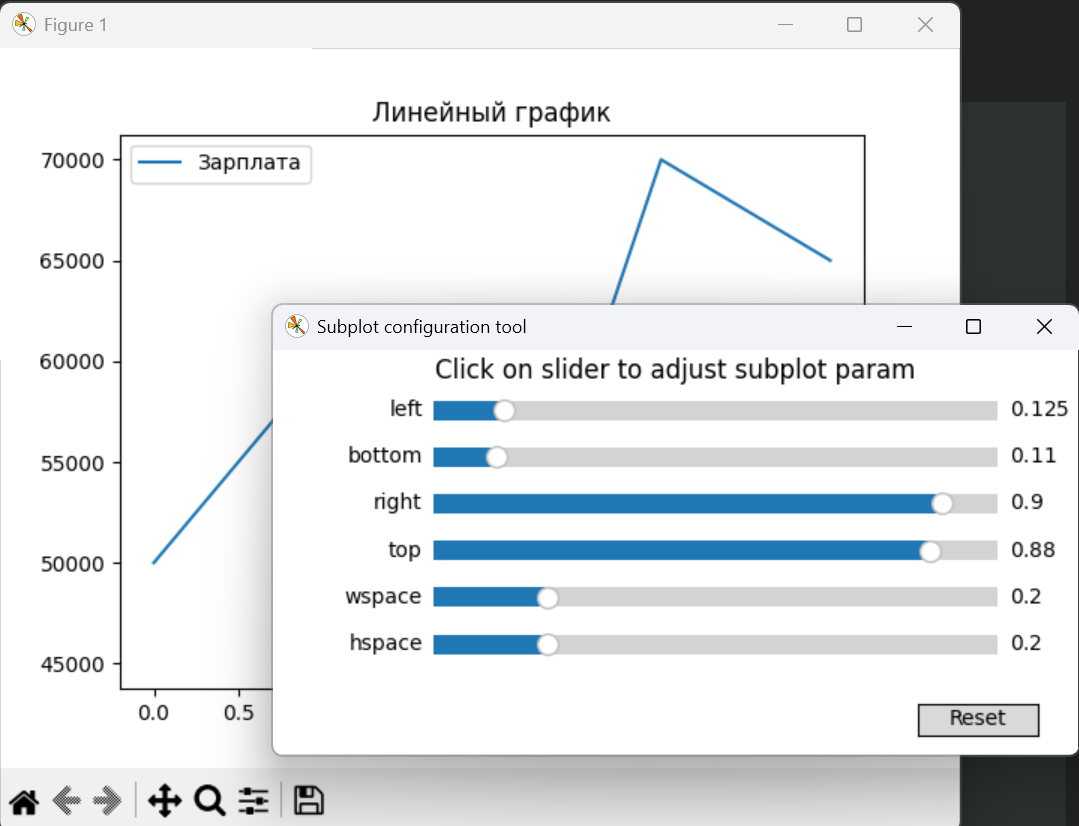 Figure 1
Линейный график
70000
Зарплата
65000
60000
55000
50000
45000
0.0 0.5
Subplot configuration tool
Click on slider to adjust subplot param
left 0.125
bottom 0.11
right 0.9
top 0.88
wspace 0.2
hspace 0.2
Reset